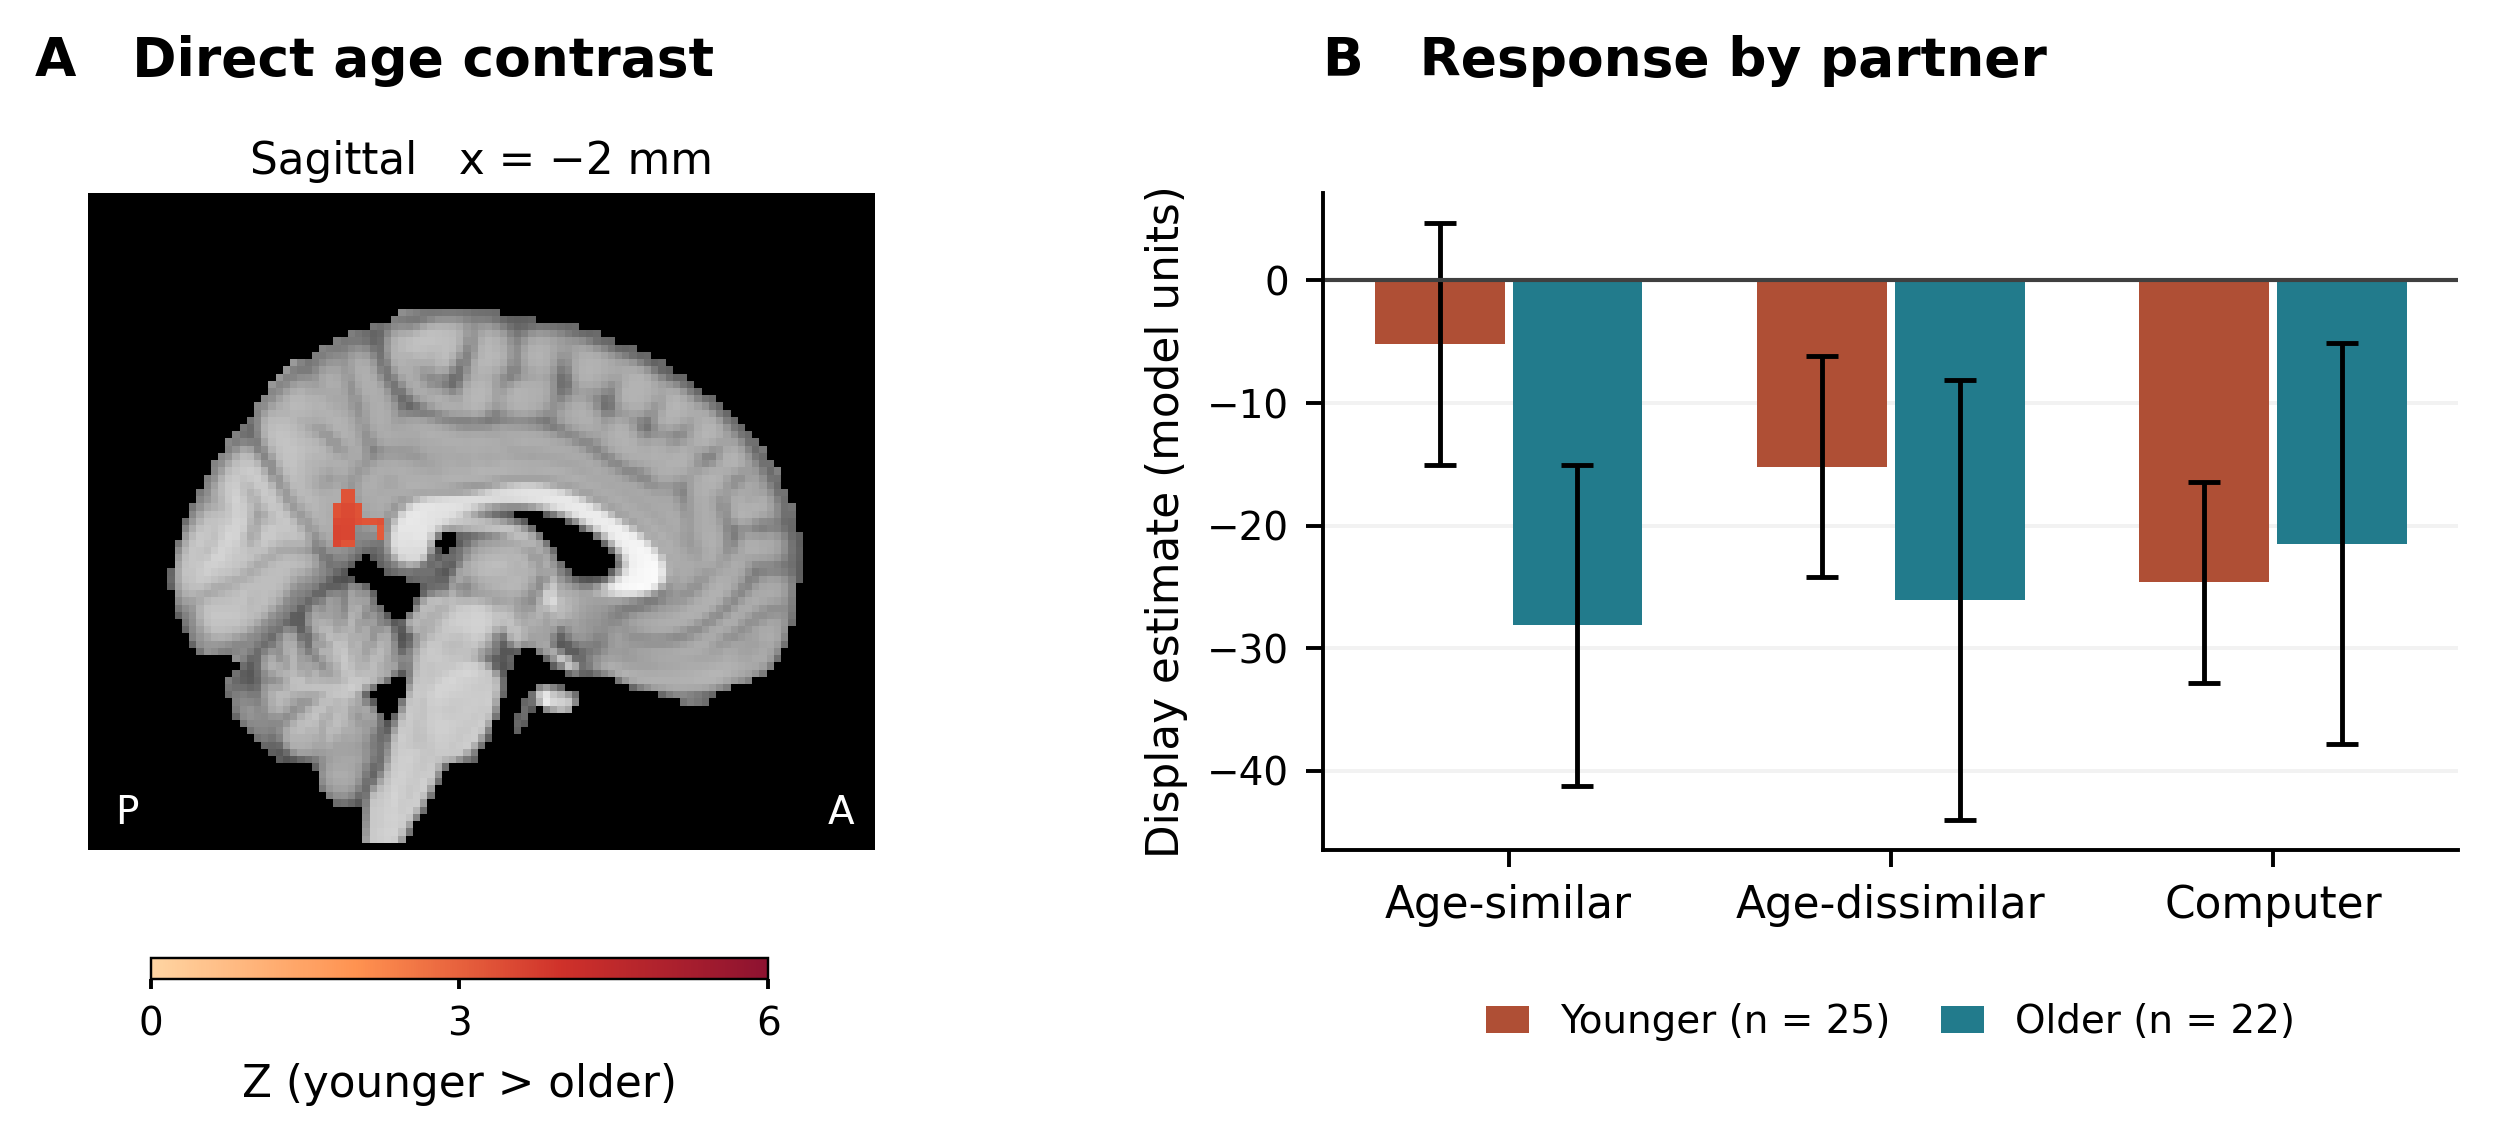 A Direct age contrast
Sagittal x = −2 mm
P A
0 3 6
Z (younger > older)
B Response by partner
Display estimate (model units)
0
−10
−20
−30
−40
Age-similar Age-dissimilar Computer
Younger (n = 25) Older (n = 22)